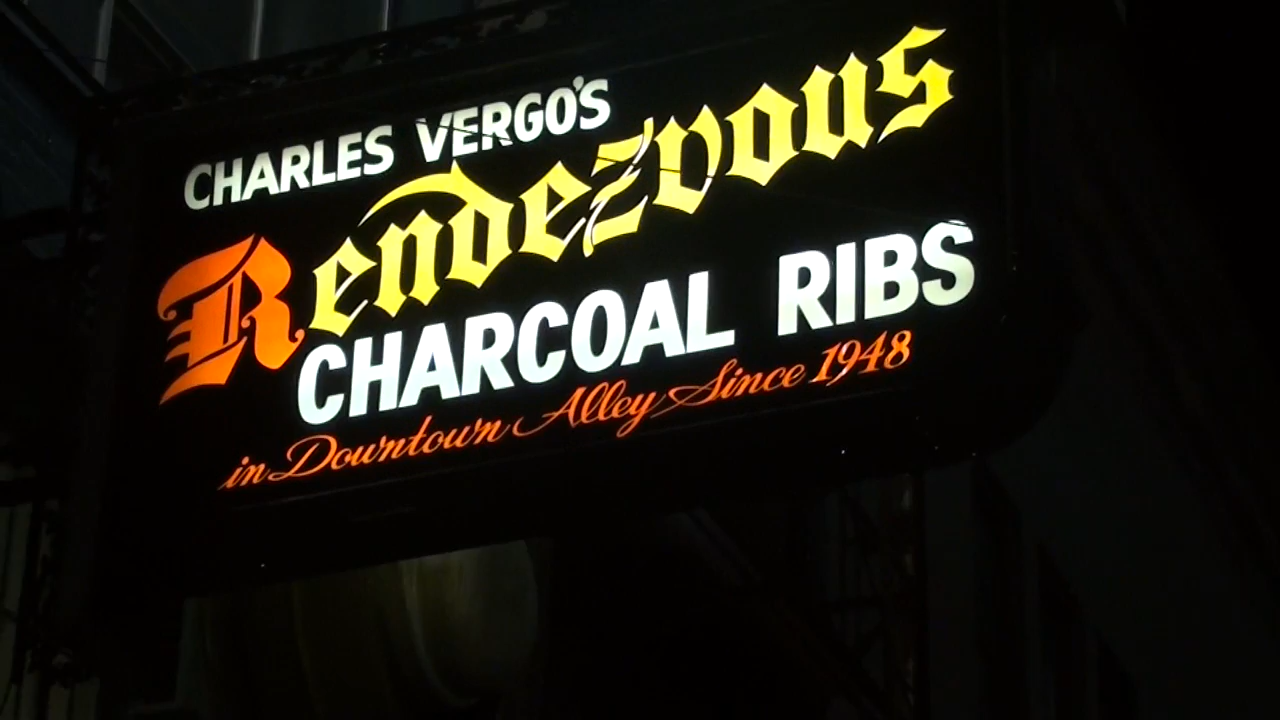 CHARLES VERGO'S
Rendezvous
CHARCOAL RIBS
in Downtown Alley Since 1948